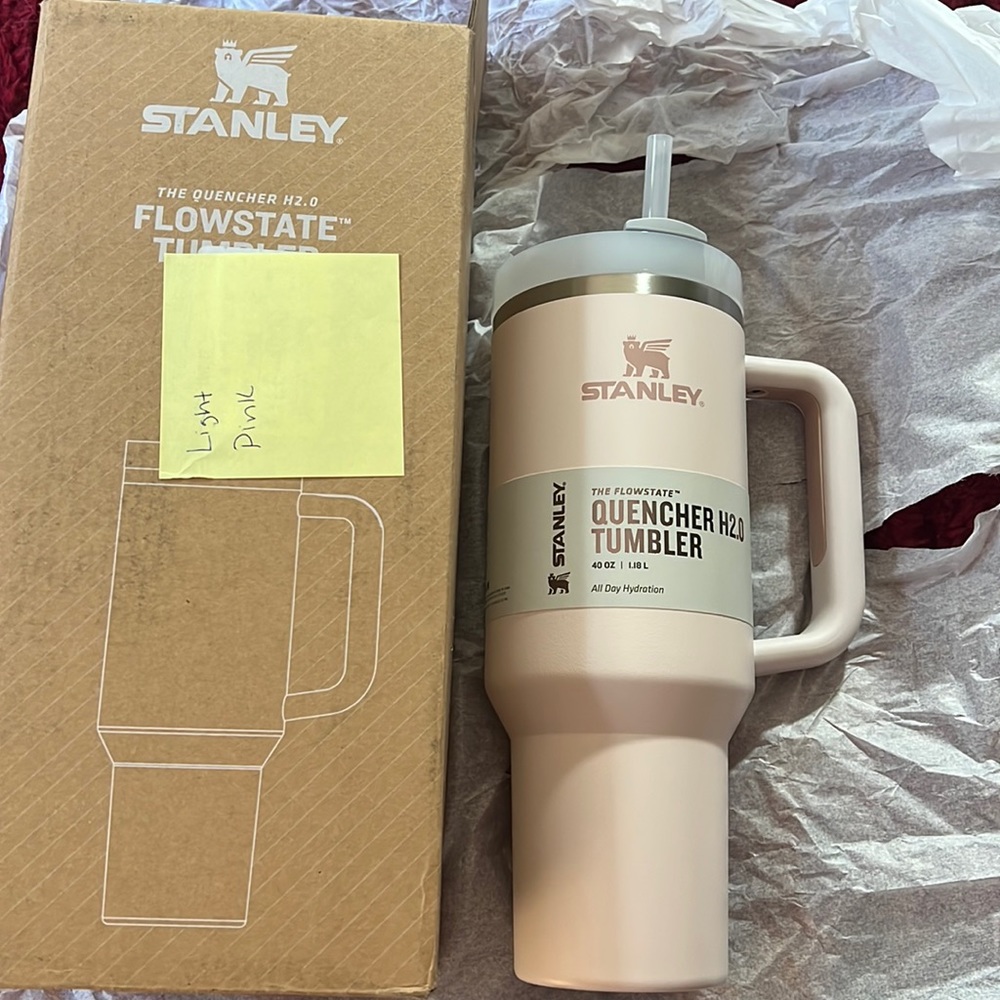 STANLEY®
THE QUENCHER H2.0
FLOWSTATE™
TUMBLER
Light
Pink
STANLEY®
STANLEY.
THE FLOWSTATE™
QUENCHER H2.0
TUMBLER
40 OZ | 1.18 L
All Day Hydration